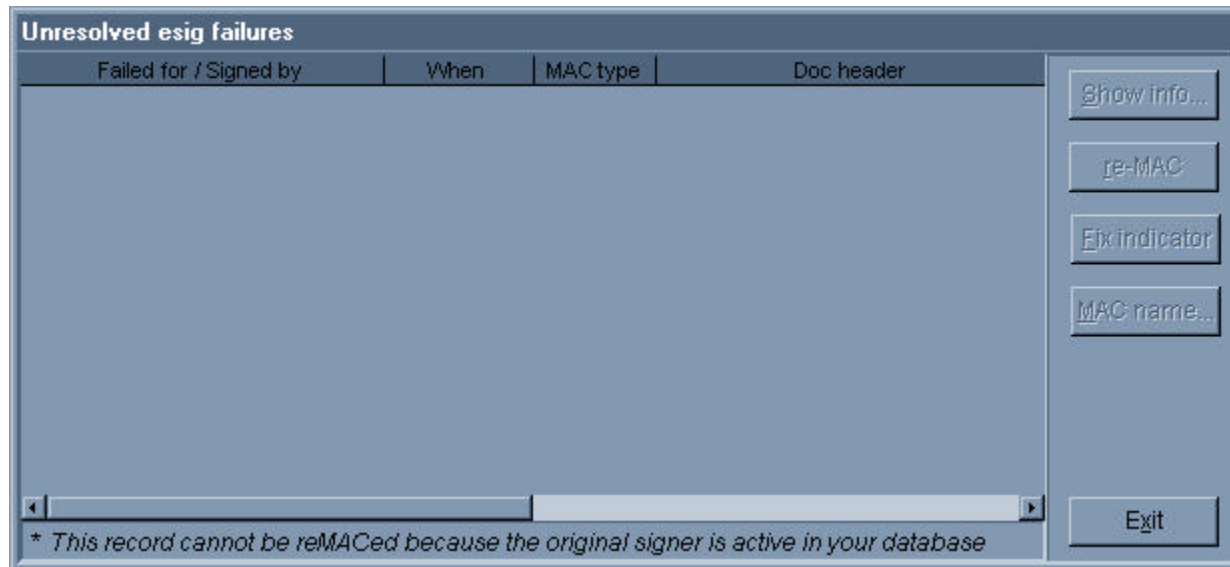 Unresolved esig failures
Failed for / Signed by When MAC type Doc header
Show info...
re-MAC
Fix indicator
MAC name...
Exit
* This record cannot be reMACed because the original signer is active in your database